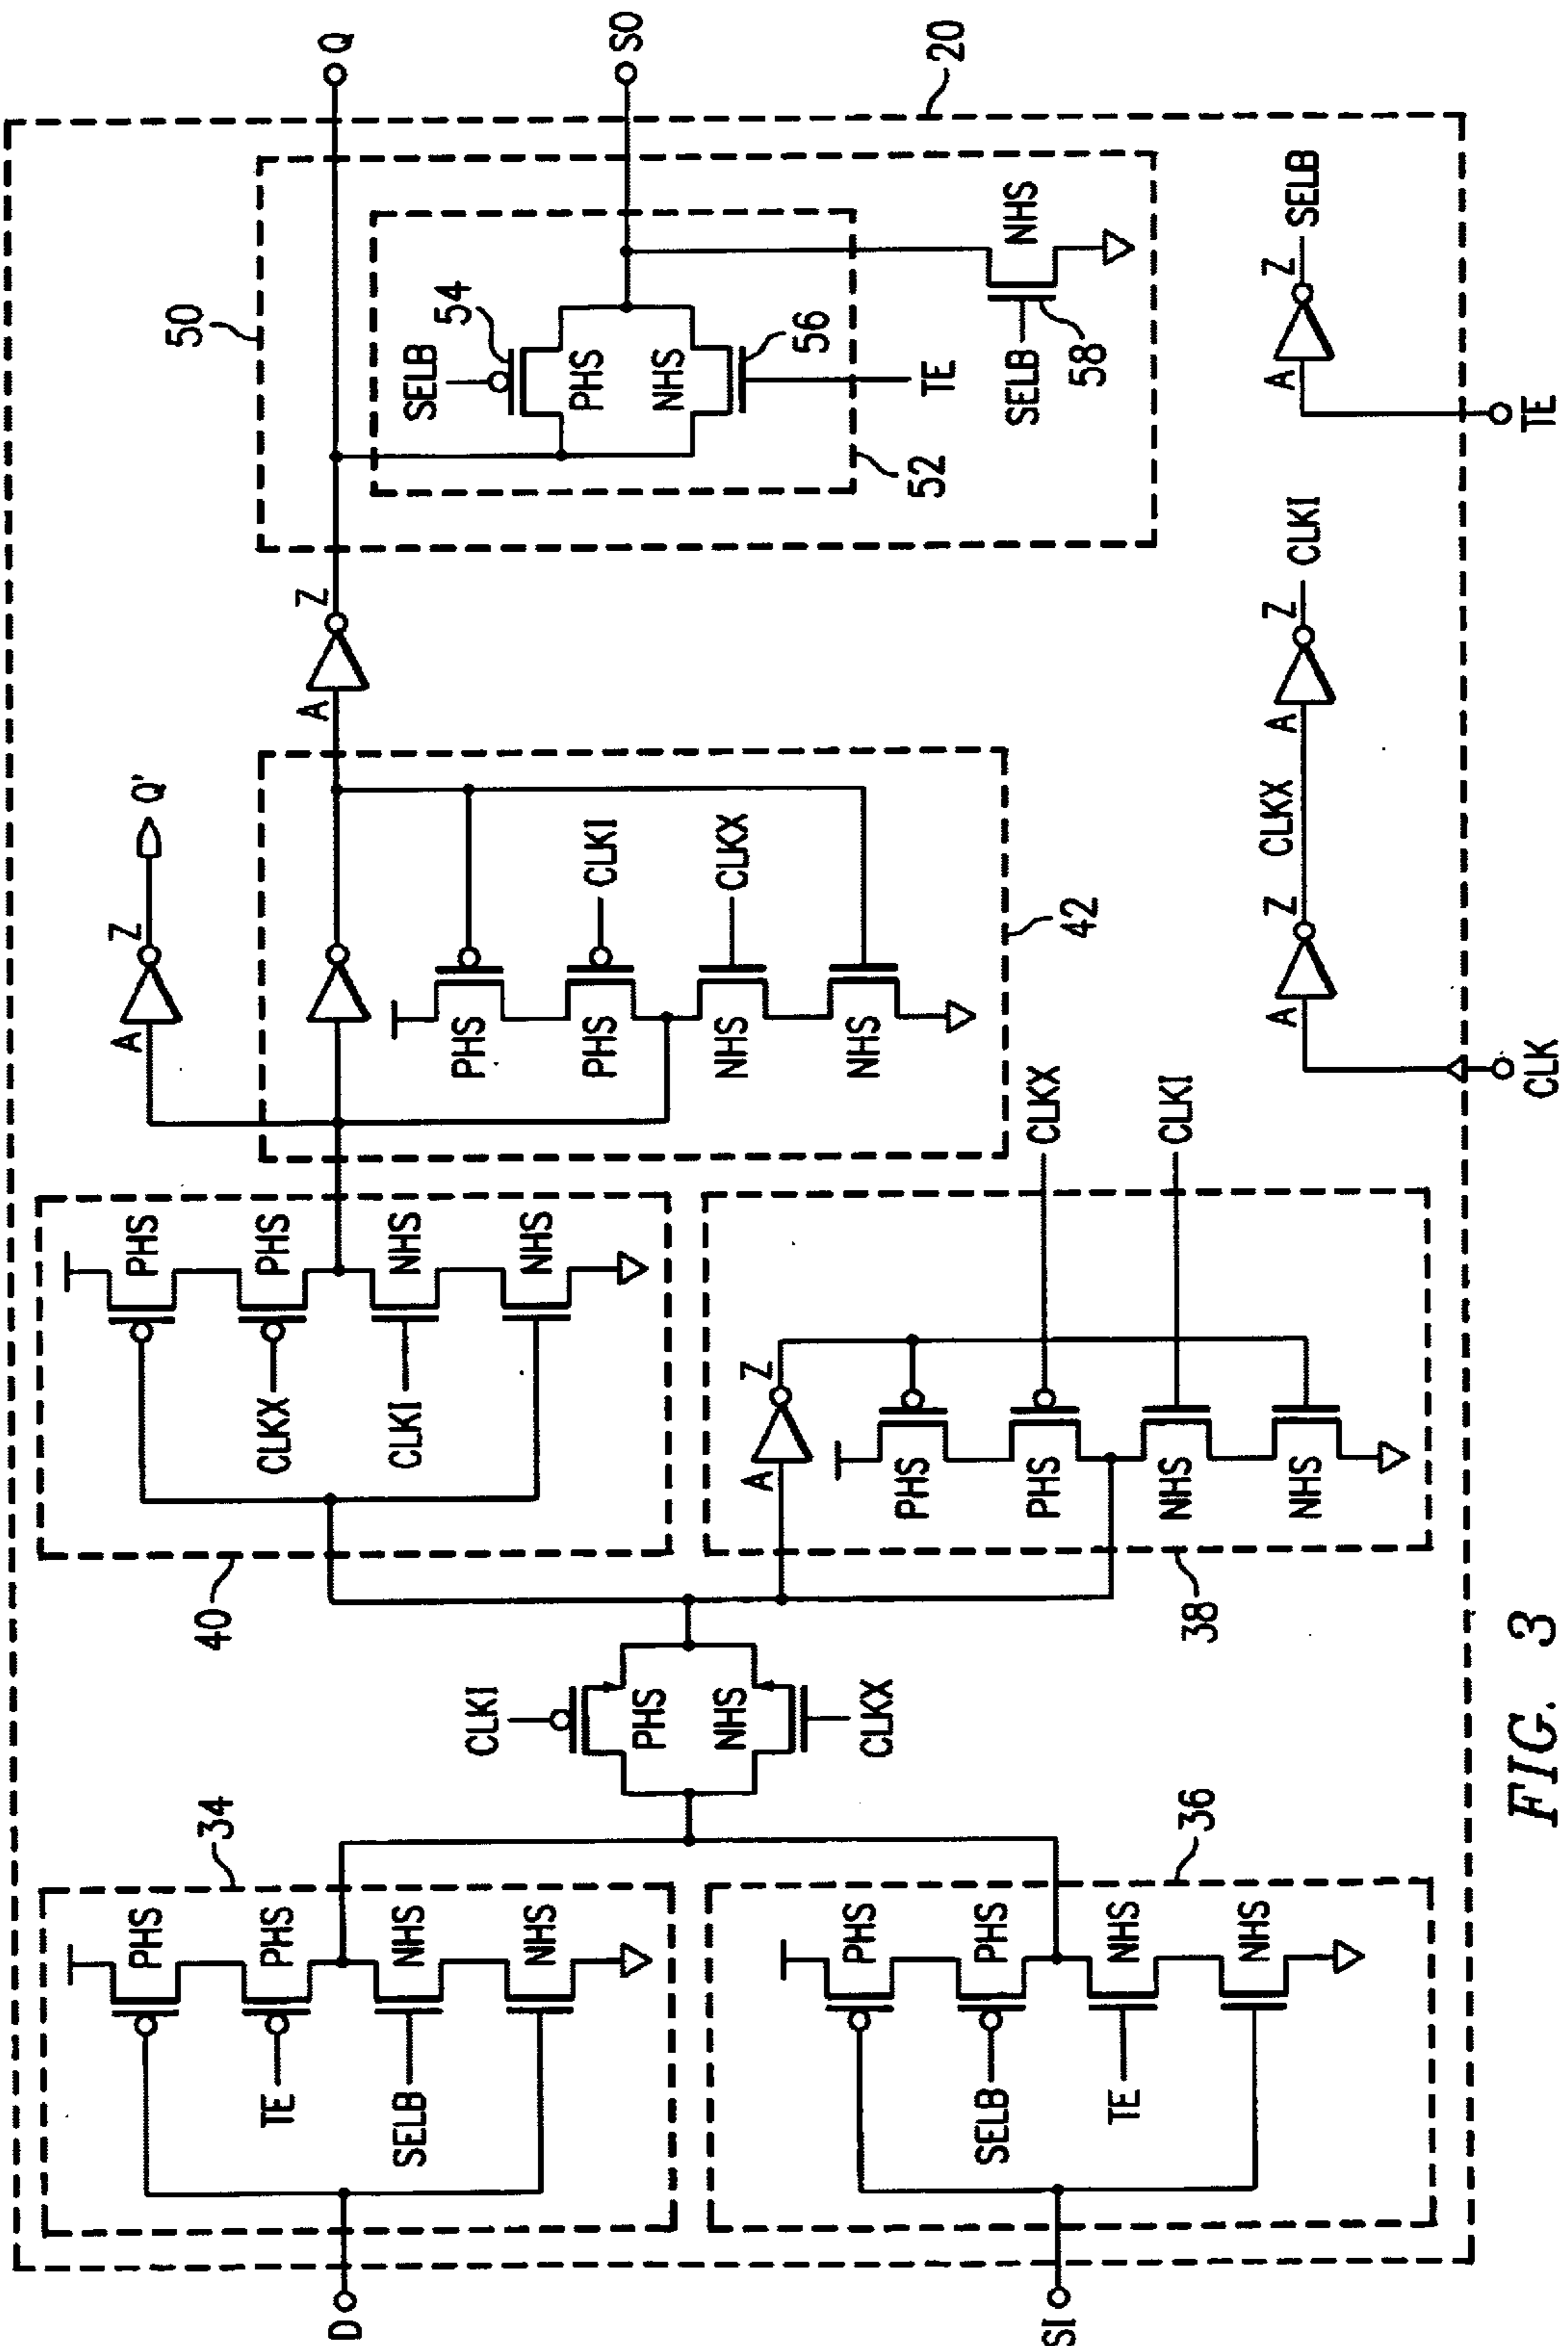 34
PHS
PHS
NHS
NHS
TE
SELB
D
36
PHS
PHS
NHS
NHS
SELB
TE
SI
CLKI
PHS
NHS
CLKX
40
PHS
PHS
NHS
NHS
CLKX
CLKI
38
A
Z
PHS
PHS
NHS
NHS
CLKX
CLKI
A
Z
Q'
42
PHS
PHS
NHS
NHS
CLKI
CLKX
A
Z
Q
50
52
SELB
54
PHS
NHS
56
TE
SO
SELB
58
NHS
20
CLK
A
Z
CLKX
A
Z
CLKI
TE
A
Z
SELB
FIG. 3